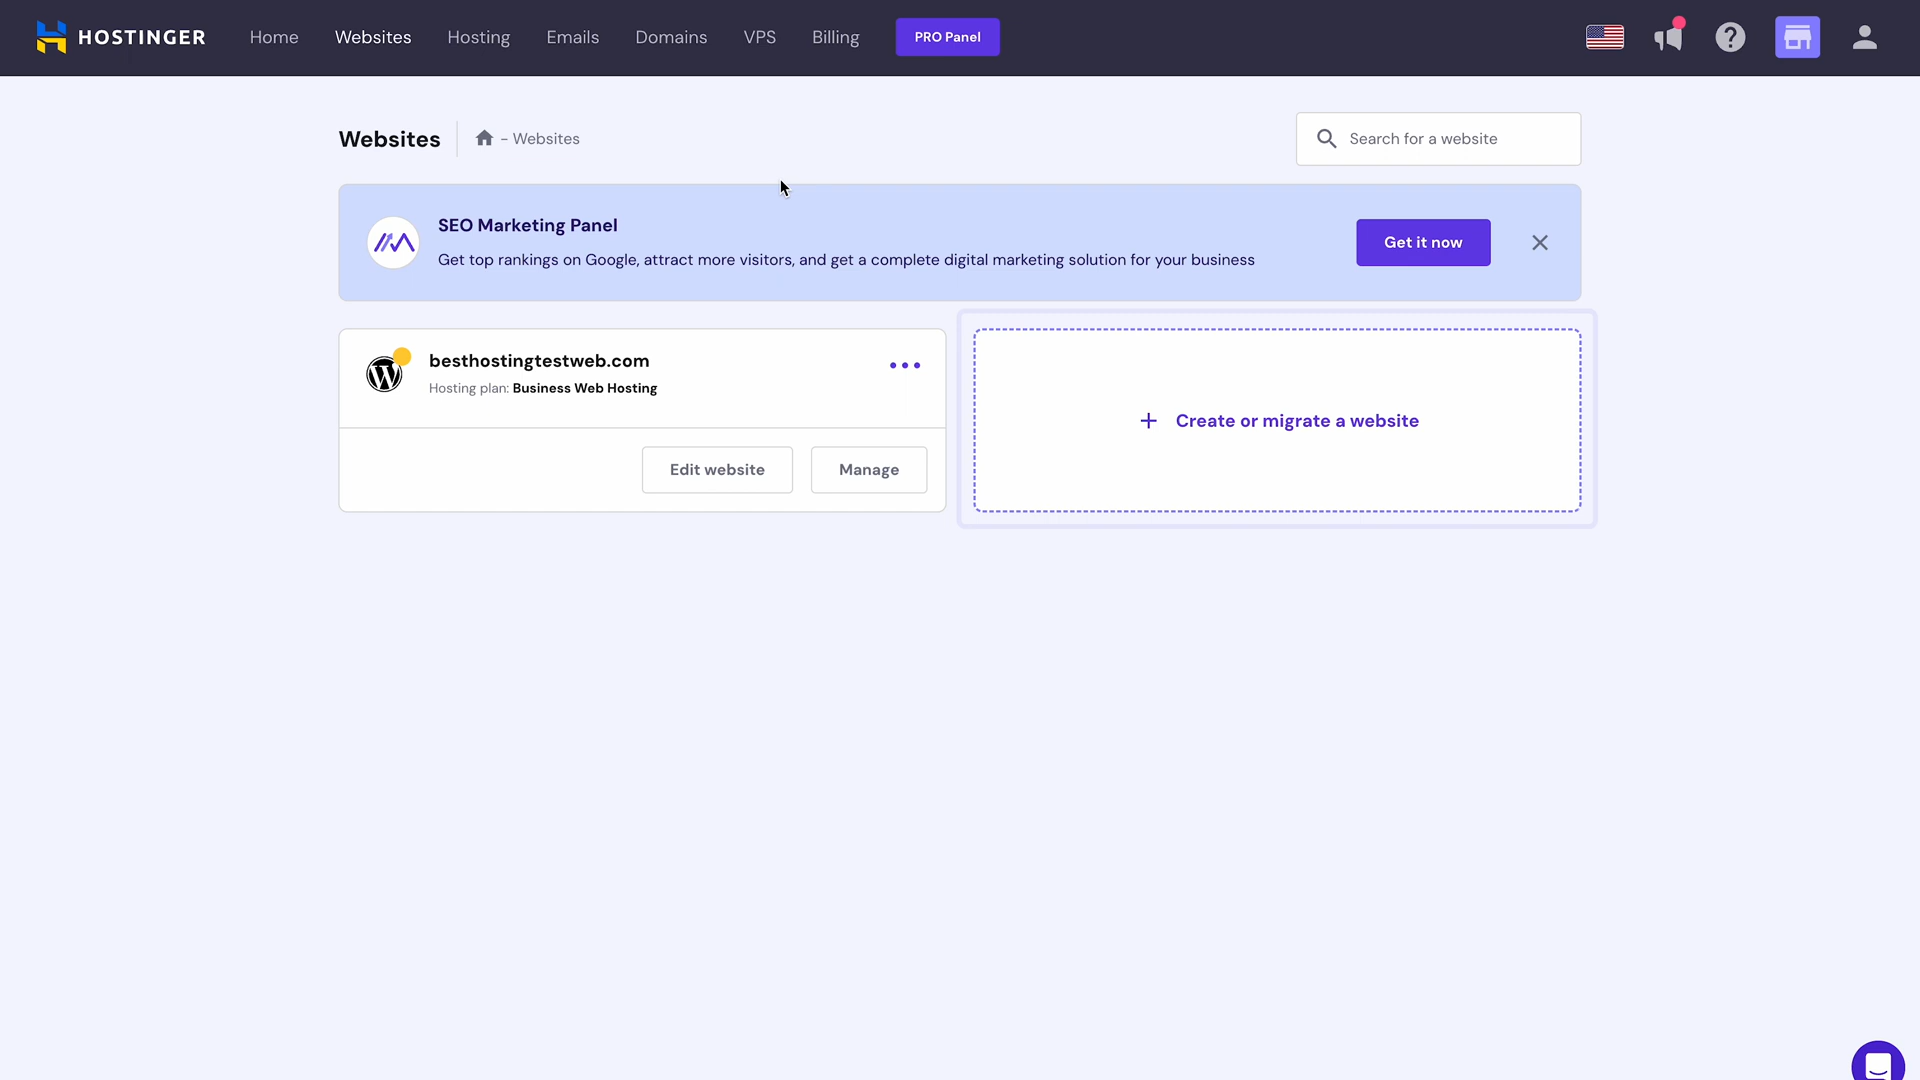 HOSTINGER Home Websites Hosting Emails Domains VPS Billing PRO Panel
Websites - Websites Search for a website
SEO Marketing Panel
Get top rankings on Google, attract more visitors, and get a complete digital marketing solution for your business
Get it now
besthostingtestweb.com
Hosting plan: Business Web Hosting
Edit website Manage
Create or migrate a website